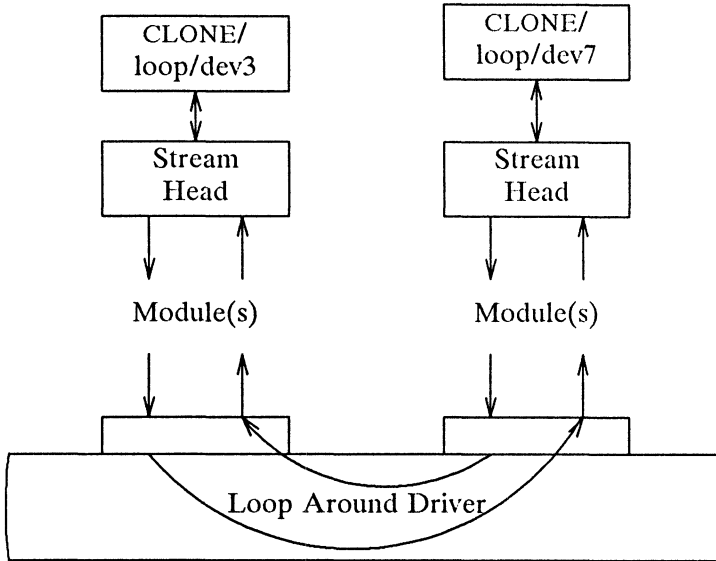 CLONE/
loop/dev3
CLONE/
loop/dev7
Stream
Head
Stream
Head
Module(s)
Module(s)
Loop Around Driver